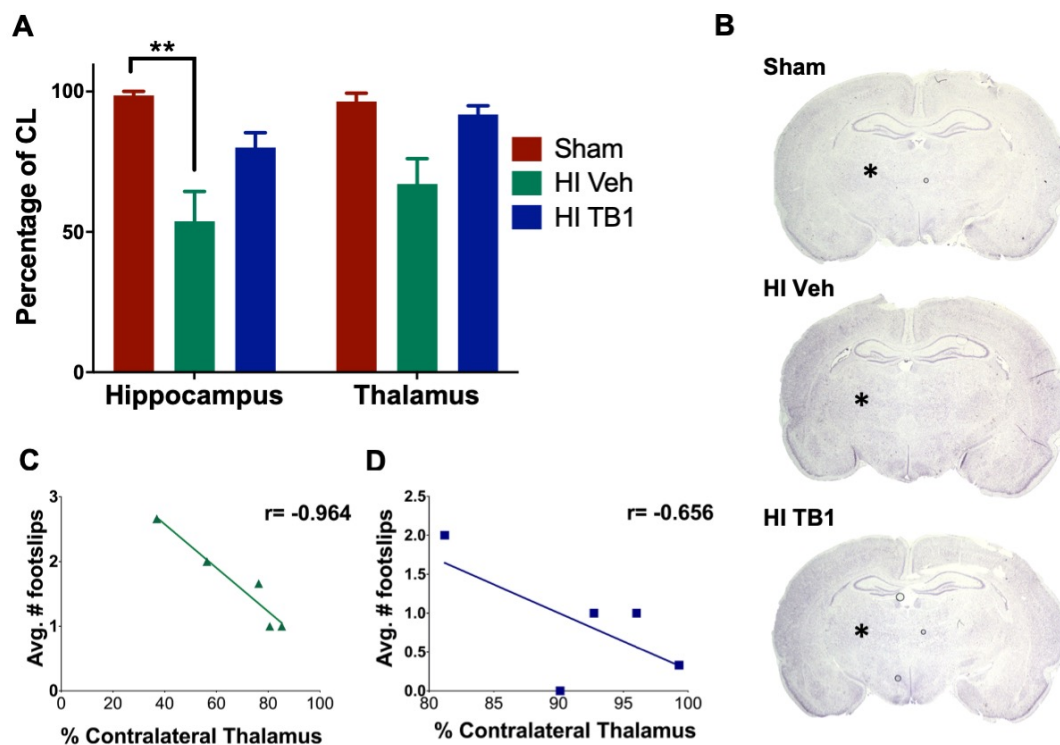 A
**
Percentage of CL
100
50
0
Hippocampus
Thalamus
Sham
HI Veh
HI TB1
B
Sham
*
HI Veh
*
HI TB1
*
C
r= -0.964
Avg. # footslips
3
2
1
0
0 20 40 60 80 100
% Contralateral Thalamus
D
r= -0.656
Avg. # footslips
2.5
2.0
1.5
1.0
0.5
0.0
80 85 90 95 100
% Contralateral Thalamus